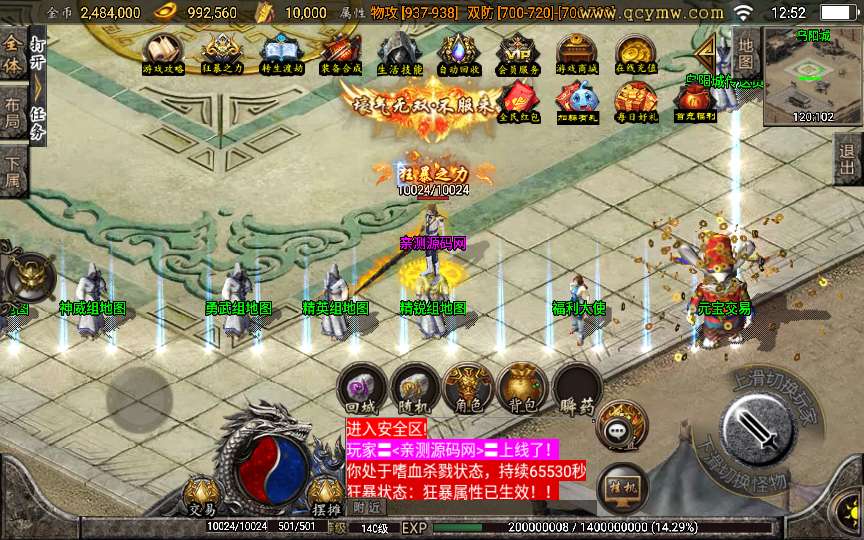 金币 2,484,000 992,560 10,000 属性 物攻 [937-938] 双防 [700-720]-[700 www.qcymw.com 12:52
全体
布局
下属
打开
任务
游戏攻略 狂暴之力 转生渡劫 装备合成 生活技能 自动回收 会员服务 游戏商城 在线充值
地图
乌阳城
120:102
退出
全民红包 加群有礼 每日好礼 首充福利
狂暴之力
10024/10024
亲测源码网
神威组地图 勇武组地图 精英组地图 精锐组地图 福利大使 元宝交易
回城 随机 角色 背包 瞬药
上滑切换玩家
下滑切换怪物
挂机
进入安全区!
玩家〓<亲测源码网>〓上线了!
你处于嗜血杀戮状态，持续65530秒
狂暴状态: 狂暴属性已生效! !
附近
交易 摆摊
10024/10024 501/501 等级 140级 EXP 200000008 / 1400000000 (14.29%)